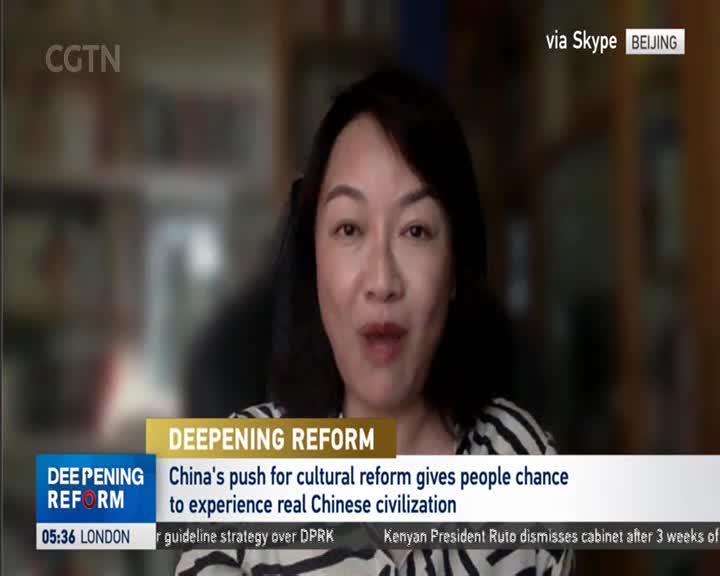 CGTN
via Skype BEIJING
DEEPENING REFORM
China's push for cultural reform gives people chance
to experience real Chinese civilization
DEEPENING
REFORM
05:36 LONDON
guideline strategy over DPRK Kenyan President Ruto dismisses cabinet after 3 weeks of